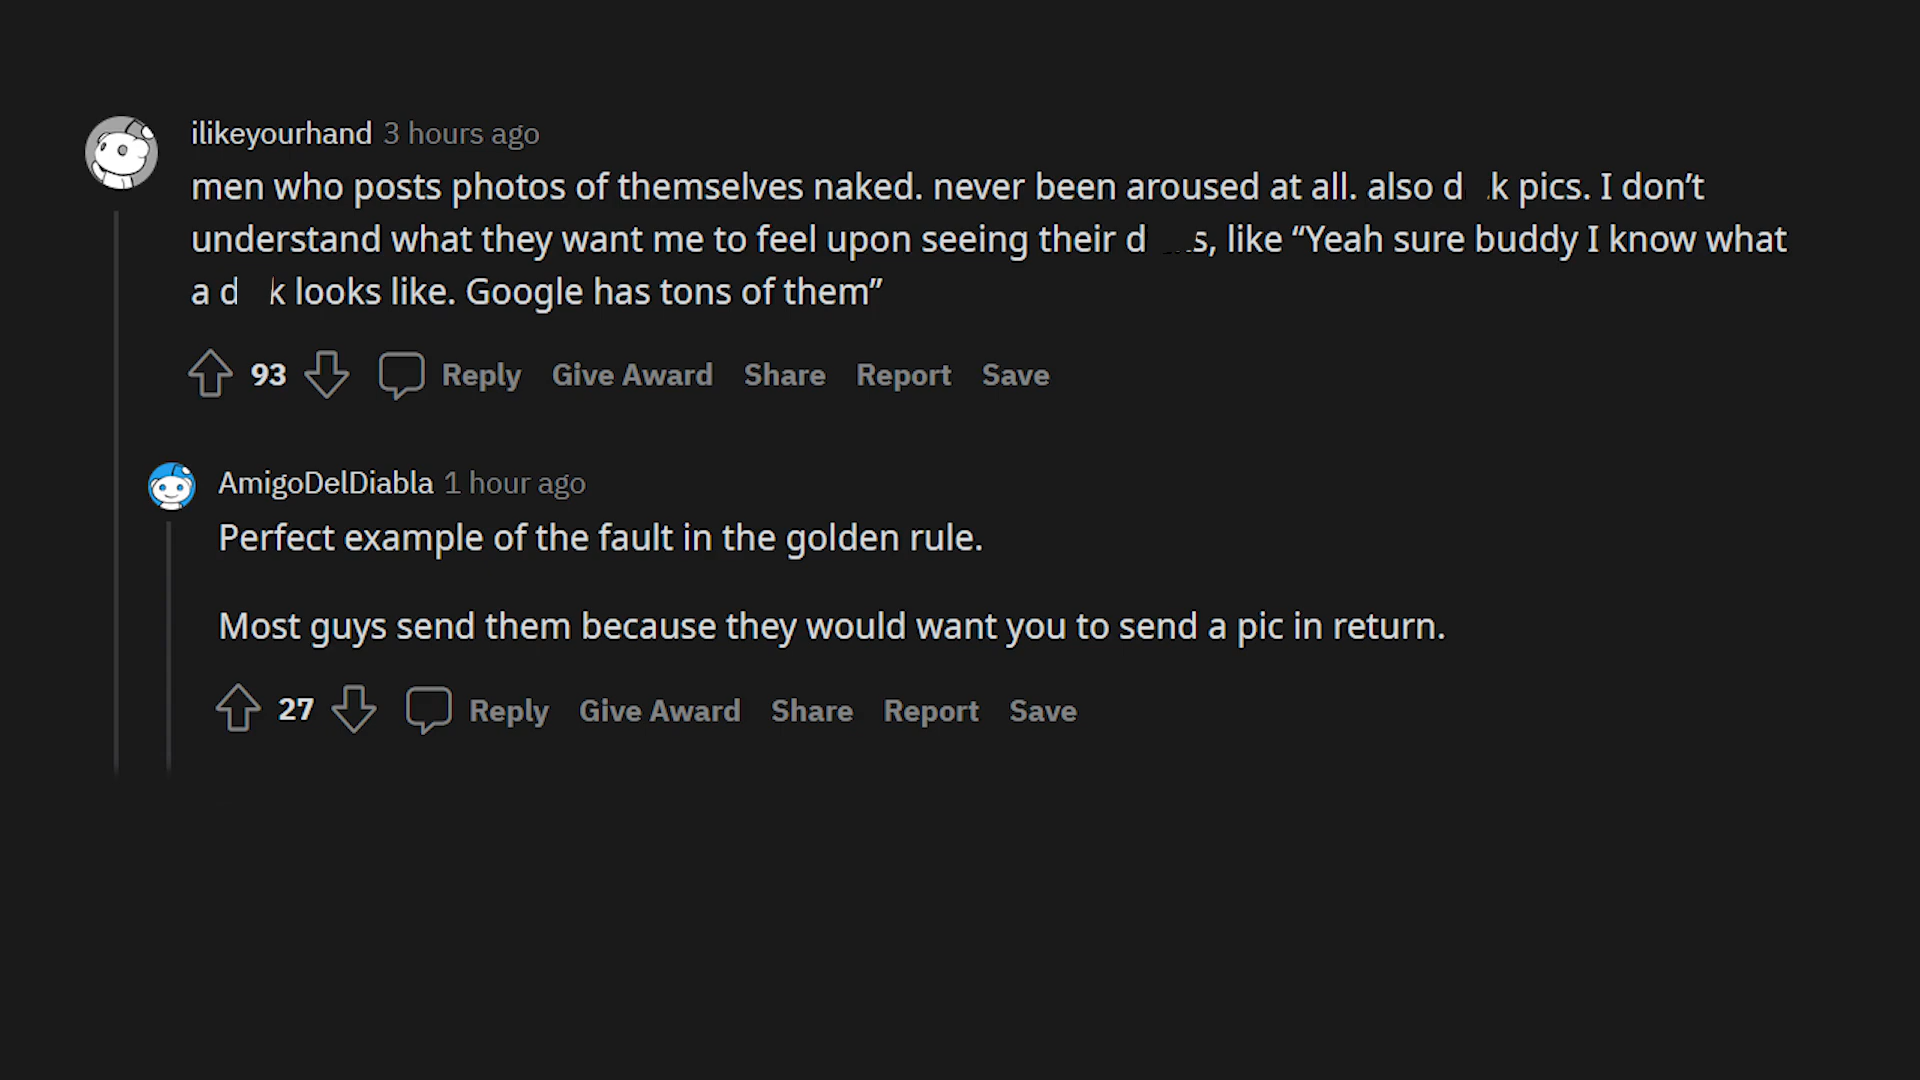 ilikeyourhand 3 hours ago
men who posts photos of themselves naked. never been aroused at all. also d k pics. I don’t
understand what they want me to feel upon seeing their d s, like “Yeah sure buddy I know what
a d k looks like. Google has tons of them”
93 Reply Give Award Share Report Save
AmigoDelDiabla 1 hour ago
Perfect example of the fault in the golden rule.
Most guys send them because they would want you to send a pic in return.
27 Reply Give Award Share Report Save